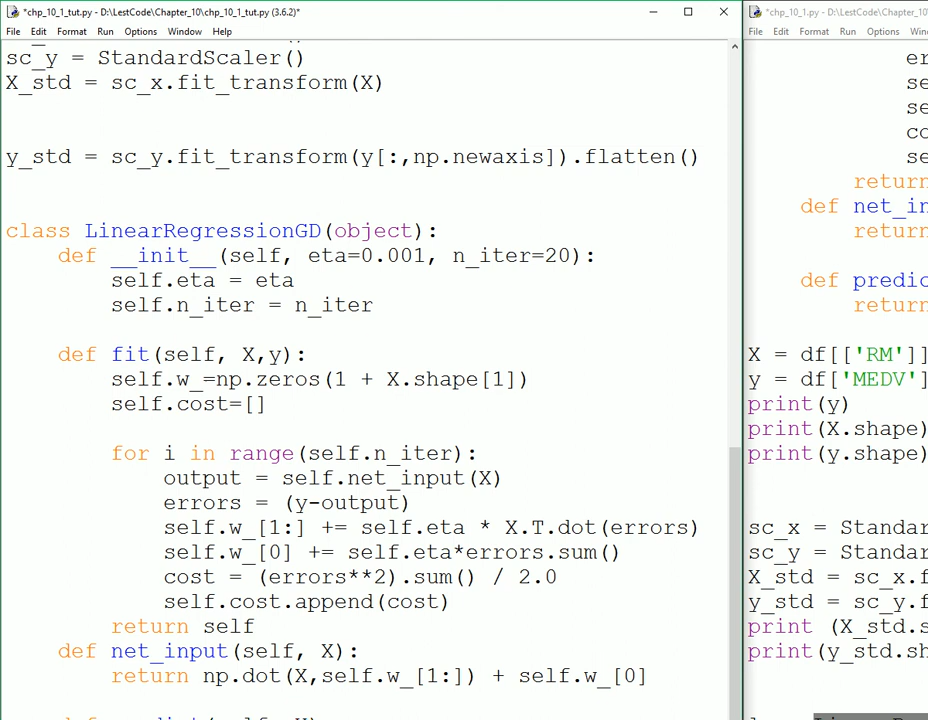 *chp_10_1_tut.py - D:\LestCode\Chapter_10\chp_10_1_tut.py (3.6.2)*
File Edit Format Run Options Window Help
sc_y = StandardScaler()
X_std = sc_x.fit_transform(X)
y_std = sc_y.fit_transform(y[:,np.newaxis]).flatten()
class LinearRegressionGD(object):
def __init__(self, eta=0.001, n_iter=20):
self.eta = eta
self.n_iter = n_iter
def fit(self, X,y):
self.w_=np.zeros(1 + X.shape[1])
self.cost=[]
for i in range(self.n_iter):
output = self.net_input(X)
errors = (y-output)
self.w_[1:] += self.eta * X.T.dot(errors)
self.w_[0] += self.eta*errors.sum()
cost = (errors**2).sum() / 2.0
self.cost.append(cost)
return self
def net_input(self, X):
return np.dot(X,self.w_[1:]) + self.w_[0]
*chp_10_1.py - D:\LestCode\Chapter_10
File Edit Format Run Options Win
er
se
se
co
se
return
def net_in
return
def predic
return
X = df[['RM']]
y = df['MEDV']
print(y)
print(X.shape)
print(y.shape)
sc_x = Standar
sc_y = Standar
X_std = sc_x.f
y_std = sc_y.f
print (X_std.s
print(y_std.sh